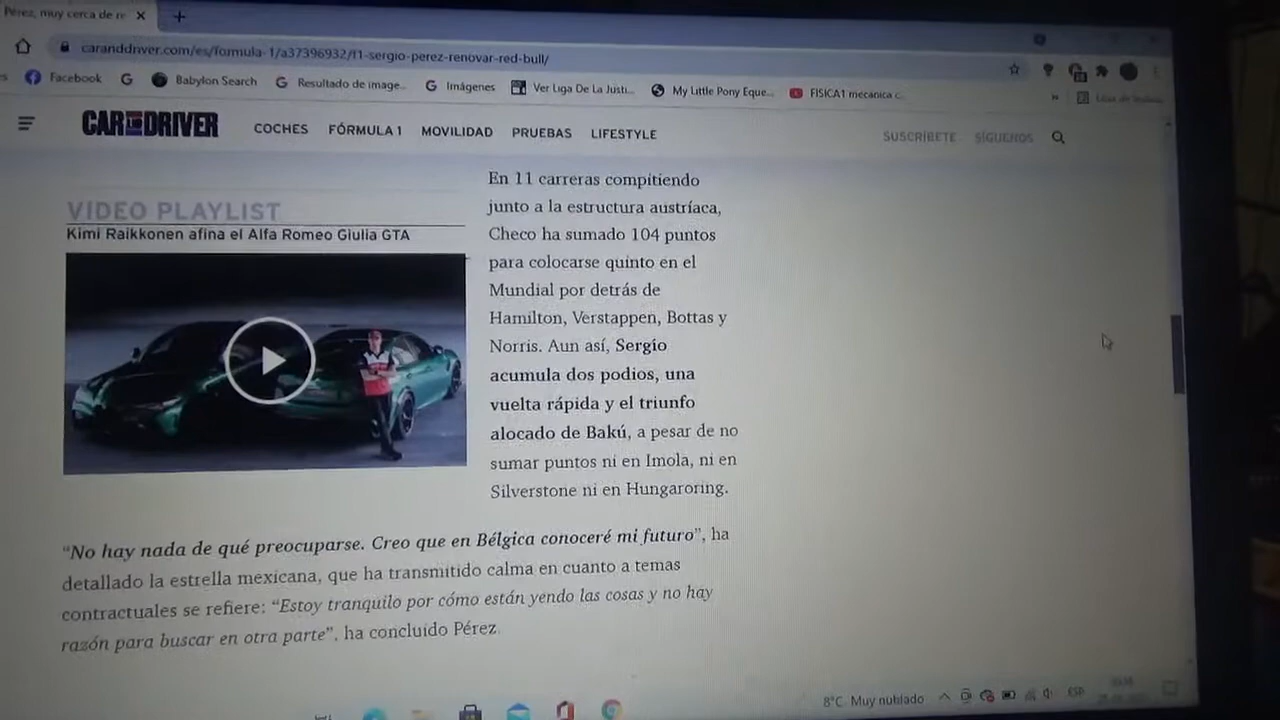 Pérez, muy cerca de re
caranddriver.com/es/formula-1/a37396932/f1-sergio-perez-renovar-red-bull/
Facebook
Babylon Search
Resultado de image...
Imágenes
Ver Liga De La Justi...
My Little Pony Eque...
FISICA1 mecanica c...
CAR AND DRIVER
COCHES
FÓRMULA 1
MOVILIDAD
PRUEBAS
LIFESTYLE
SUSCRÍBETE
SÍGUENOS
VIDEO PLAYLIST
Kimi Raikkonen afina el Alfa Romeo Giulia GTA
En 11 carreras compitiendo
junto a la estructura austríaca,
Checo ha sumado 104 puntos
para colocarse quinto en el
Mundial por detrás de
Hamilton, Verstappen, Bottas y
Norris. Aun así, Sergio
acumula dos podios, una
vuelta rápida y el triunfo
alocado de Bakú, a pesar de no
sumar puntos ni en Imola, ni en
Silverstone ni en Hungaroring.
“No hay nada de qué preocuparse. Creo que en Bélgica conoceré mi futuro”, ha
detallado la estrella mexicana, que ha transmitido calma en cuanto a temas
contractuales se refiere: “Estoy tranquilo por cómo están yendo las cosas y no hay
razón para buscar en otra parte”, ha concluido Pérez.
8°C Muy nublado
ESP